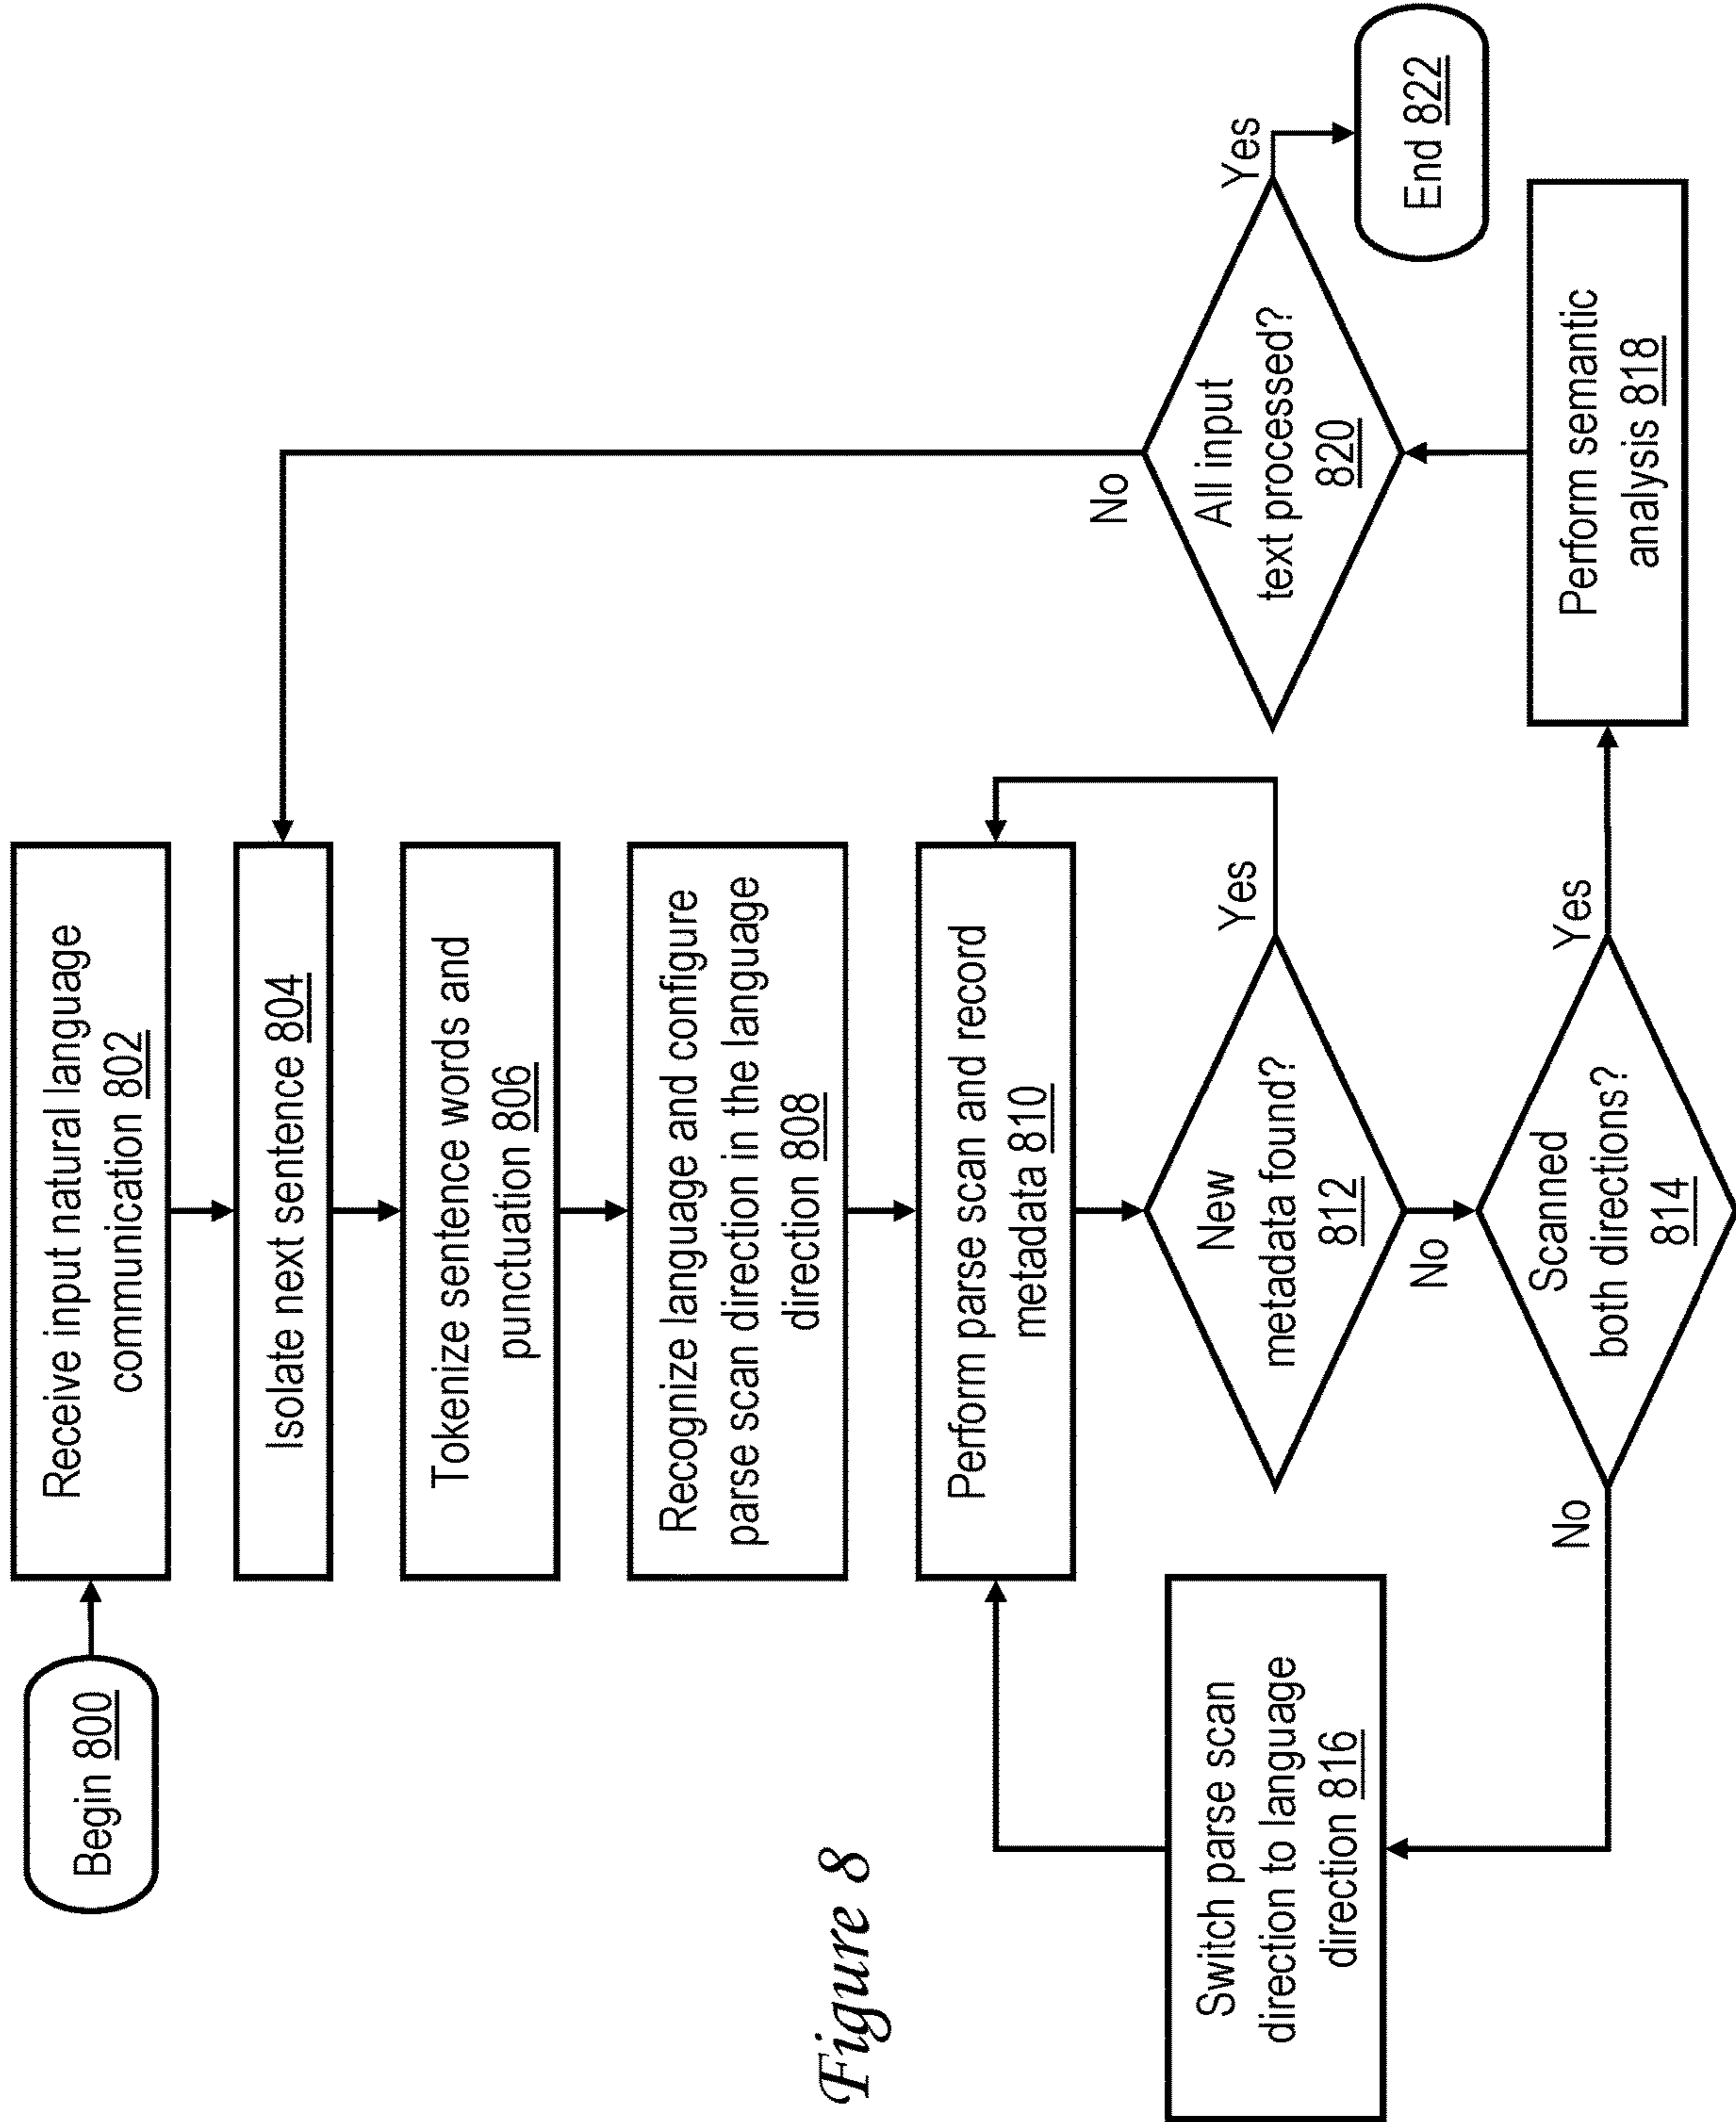 Begin 800
Receive input natural language
communication 802
Isolate next sentence 804
Tokenize sentence words and
punctuation 806
Recognize language and configure
parse scan direction in the language
direction 808
Perform parse scan and record
metadata 810
New
metadata found?
812
Yes
No
Scanned
both directions?
814
No
Yes
Switch parse scan
direction to language
direction 816
Perform semantic
analysis 818
All input
text processed?
820
No
Yes
End 822
Figure 8